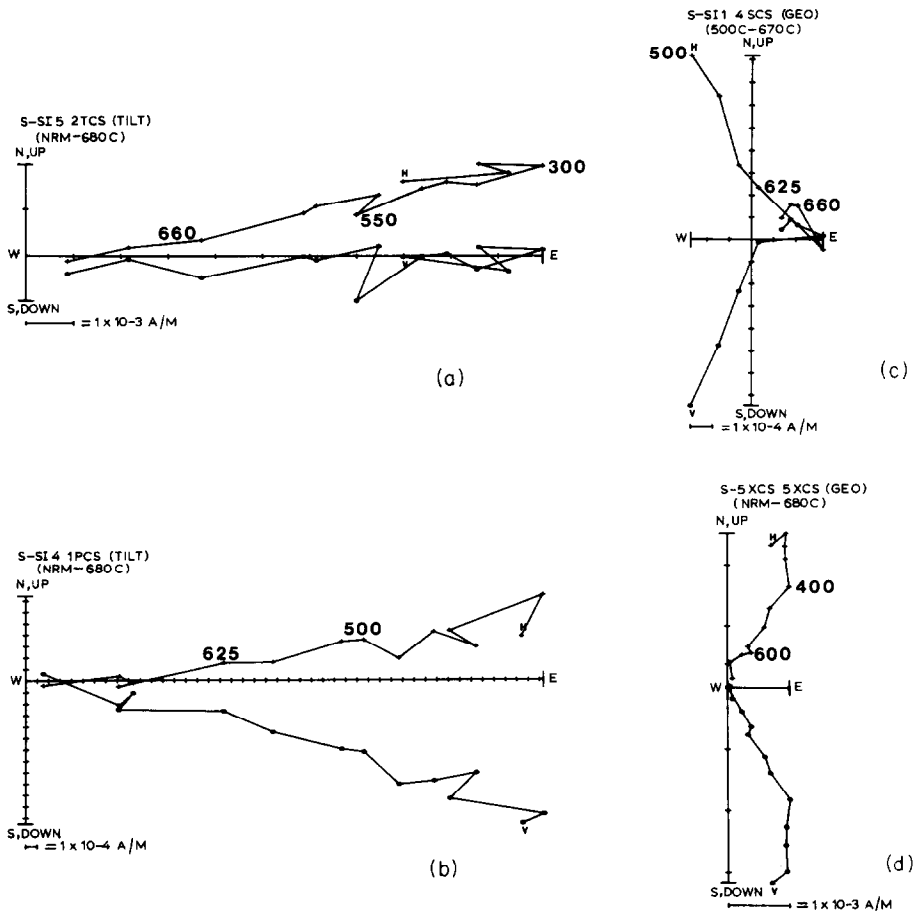 S-SI5 2TCS (TILT)
(NRM-680C)
N,UP
H
300
550
660
W
V
E
S,DOWN
= 1 x 10-3 A/M
(a)
S-SI4 1PCS (TILT)
(NRM-680C)
N,UP
H
500
625
W
E
S,DOWN
V
= 1 x 10-4 A/M
(b)
S-SI1 4SCS (GEO)
(500C-670C)
N,UP
500 H
625
660
W
E
V
S,DOWN
= 1 x 10-4 A/M
(c)
S-5XCS 5XCS (GEO)
(NRM-680C)
N,UP
H
400
600
W
E
S,DOWN
V
= 1 x 10-3 A/M
(d)